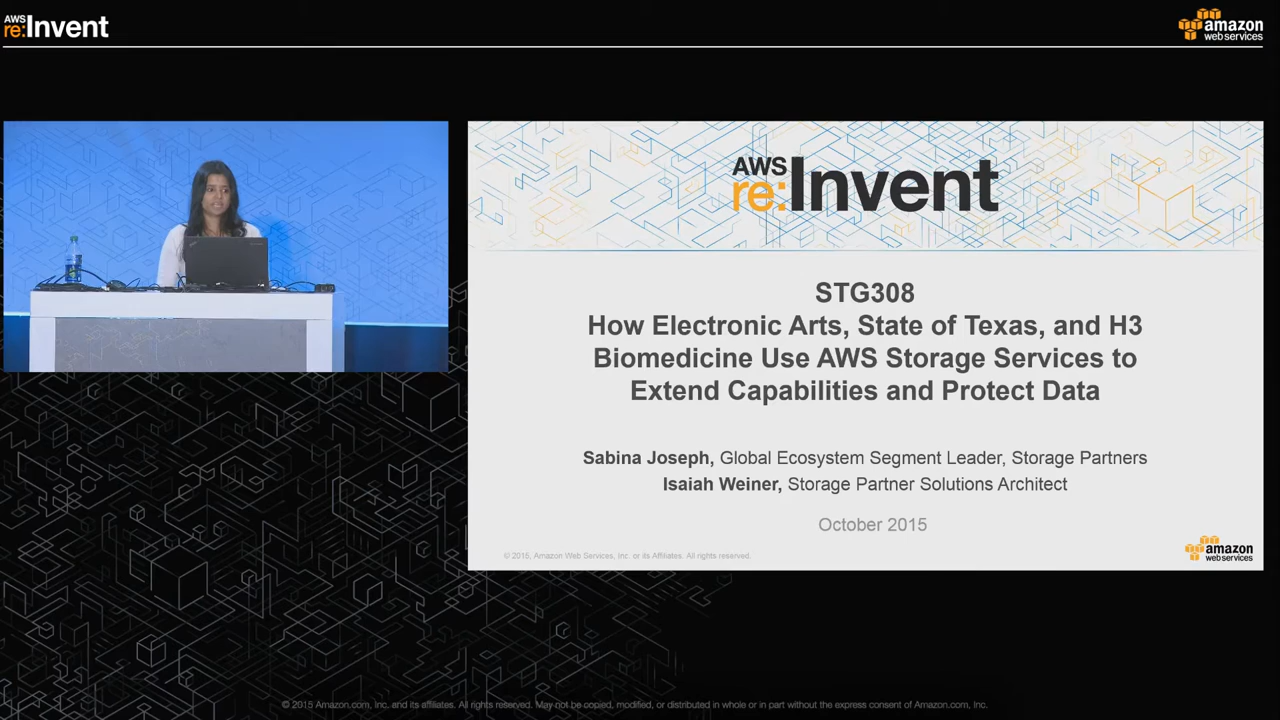 AWS
re:Invent
amazon
web services
AWS
re:Invent
STG308
How Electronic Arts, State of Texas, and H3
Biomedicine Use AWS Storage Services to
Extend Capabilities and Protect Data
Sabina Joseph, Global Ecosystem Segment Leader, Storage Partners
Isaiah Weiner, Storage Partner Solutions Architect
October 2015
© 2015, Amazon Web Services, Inc. or its Affiliates. All rights reserved.
amazon
web services
© 2015 Amazon.com, Inc. and its affiliates. All rights reserved. May not be copied, modified, or distributed in whole or in part without the express consent of Amazon.com, Inc.